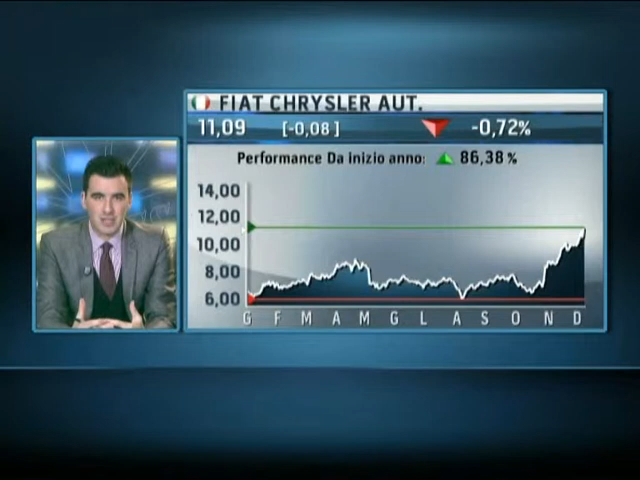 FIAT CHRYSLER AUT.
11,09 [-0,08] -0,72%
Performance Da inizio anno: 86,38%
14,00
12,00
10,00
8,00
6,00
G F M A M G L A S O N D